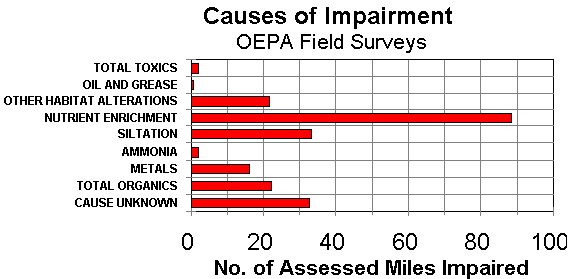 Causes of Impairment
OEPA Field Surveys
TOTAL TOXICS
OIL AND GREASE
OTHER HABITAT ALTERATIONS
NUTRIENT ENRICHMENT
SILTATION
AMMONIA
METALS
TOTAL ORGANICS
CAUSE UNKNOWN
0 20 40 60 80 100
No. of Assessed Miles Impaired